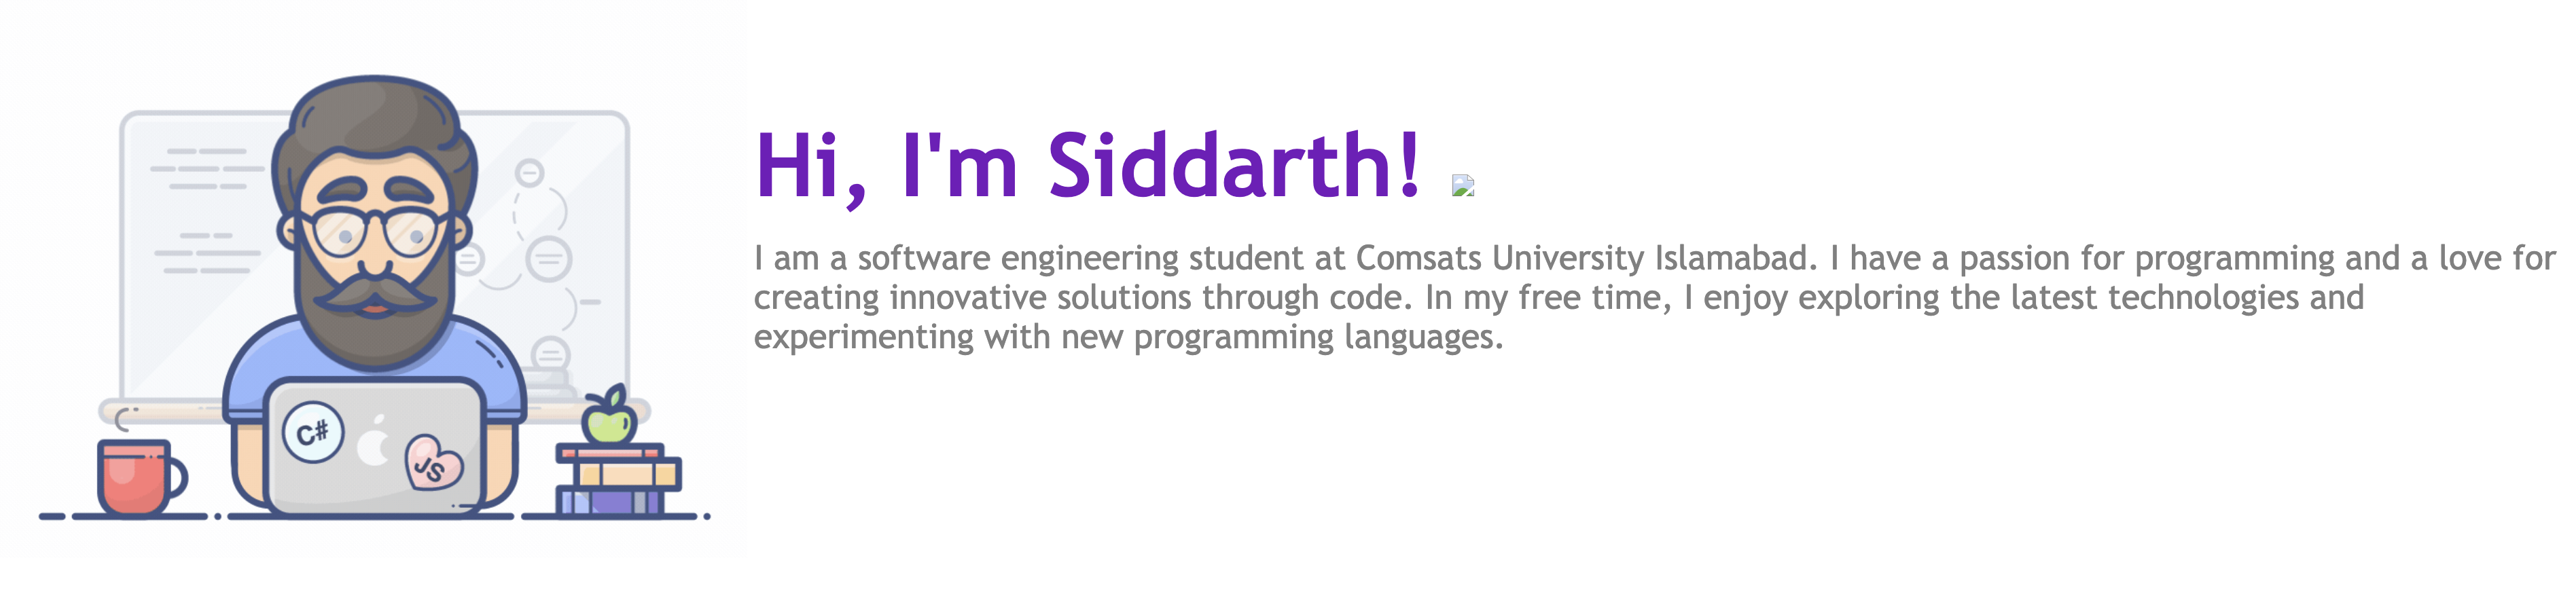 Hi, I'm Siddarth!
I am a software engineering student at Comsats University Islamabad. I have a passion for programming and a love for
creating innovative solutions through code. In my free time, I enjoy exploring the latest technologies and
experimenting with new programming languages.
C#
JS